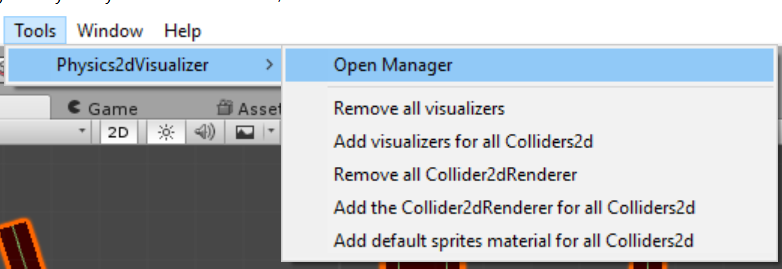 Tools Window Help
Physics2dVisualizer > Open Manager
Game Asset
Remove all visualizers
2D
Add visualizers for all Colliders2d
Remove all Collider2dRenderer
Add the Collider2dRenderer for all Colliders2d
Add default sprites material for all Colliders2d